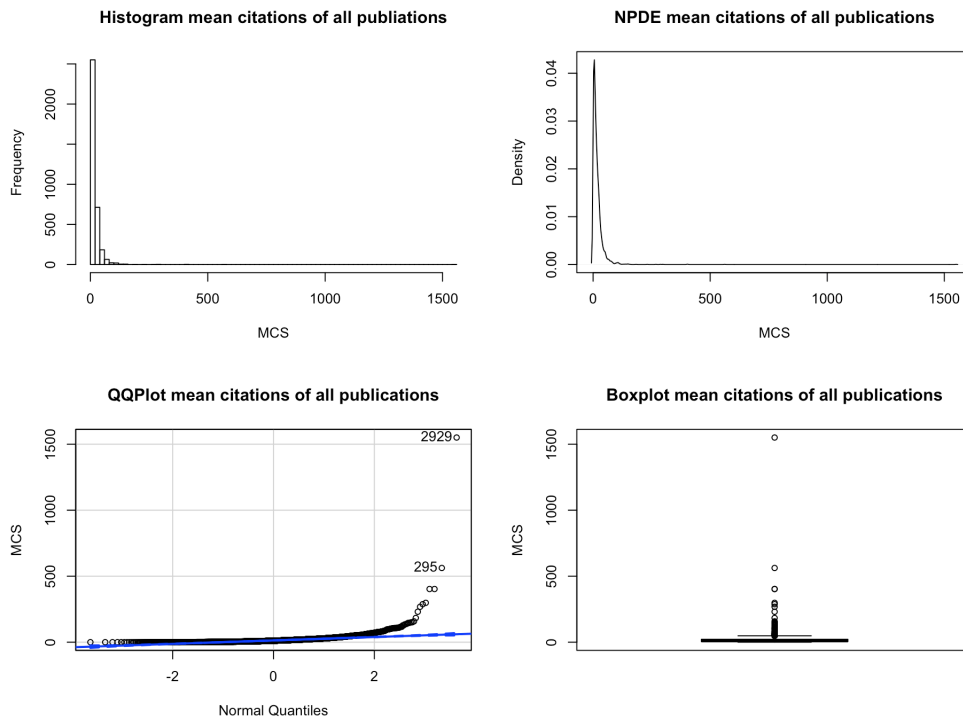 Histogram mean citations of all publiations
Frequency
0
500
1000
2000
0
500
1000
1500
MCS
NPDE mean citations of all publications
Density
0.00
0.01
0.02
0.03
0.04
0
500
1000
1500
MCS
QQPlot mean citations of all publications
MCS
0
500
1000
1500
2929
295
-2
0
2
Normal Quantiles
Boxplot mean citations of all publications
MCS
0
500
1000
1500